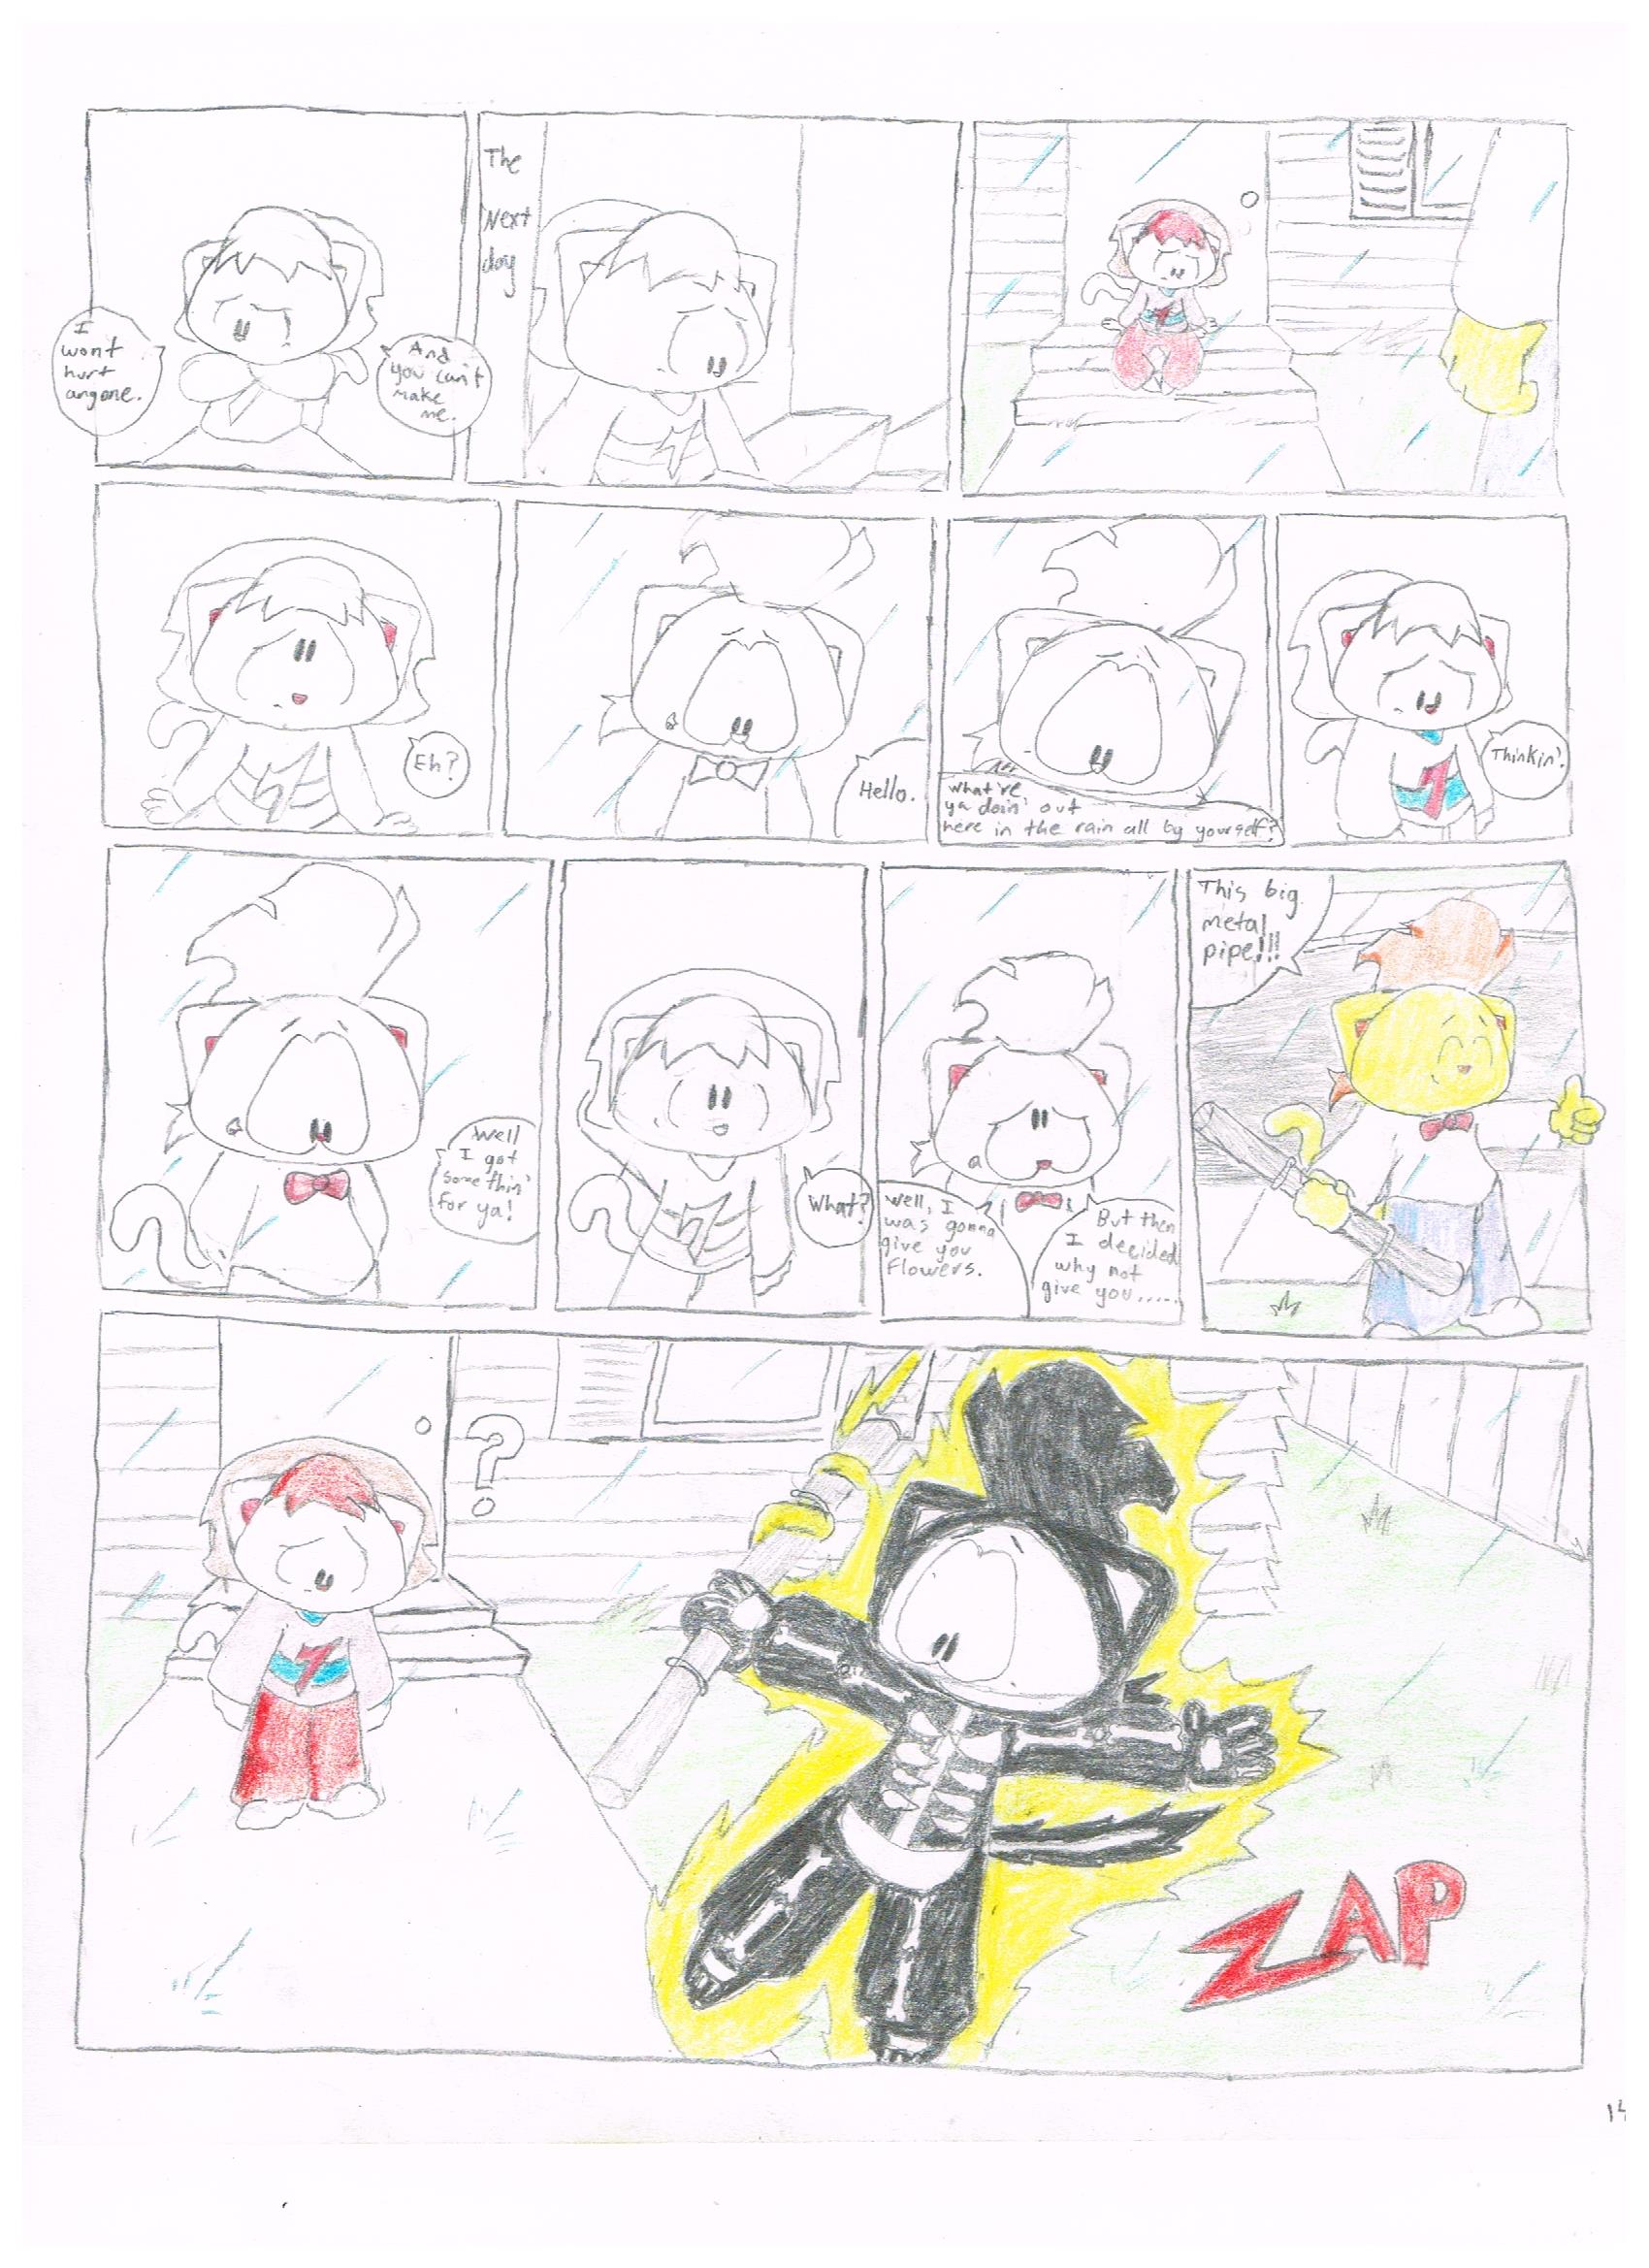 I
won't
hurt
anyone.
And
you can't
make
me.
The
Next
day
Eh?
Hello.
What're
ya doin' out
here in the rain all by yourself?
Thinkin'.
Well
I got
somethin'
for ya!
What?
Well, I
was gonna
give you
flowers.
But then
I decided
why not
give you......
This big
metal
pipe!!!
?
ZAP
14